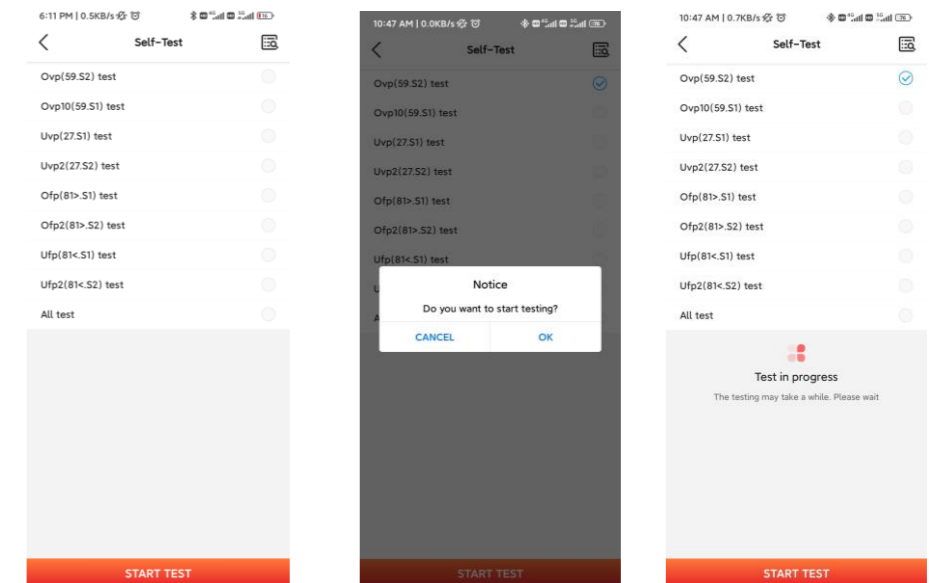 6:11 PM | 0.5KB/s
Self-Test
Ovp(59.S2) test
Ovp10(59.S1) test
Uvp(27.S1) test
Uvp2(27.S2) test
Ofp(81>.S1) test
Ofp2(81>.S2) test
Ufp(81<.S1) test
Ufp2(81<.S2) test
All test
START TEST
10:47 AM | 0.0KB/s
Self-Test
Ovp(59.S2) test
Ovp10(59.S1) test
Uvp(27.S1) test
Uvp2(27.S2) test
Ofp(81>.S1) test
Ofp2(81>.S2) test
Ufp(81<.S1) test
Notice
Do you want to start testing?
CANCEL OK
START TEST
10:47 AM | 0.7KB/s
Self-Test
Ovp(59.S2) test
Ovp10(59.S1) test
Uvp(27.S1) test
Uvp2(27.S2) test
Ofp(81>.S1) test
Ofp2(81>.S2) test
Ufp(81<.S1) test
Ufp2(81<.S2) test
All test
Test in progress
The testing may take a while. Please wait
START TEST